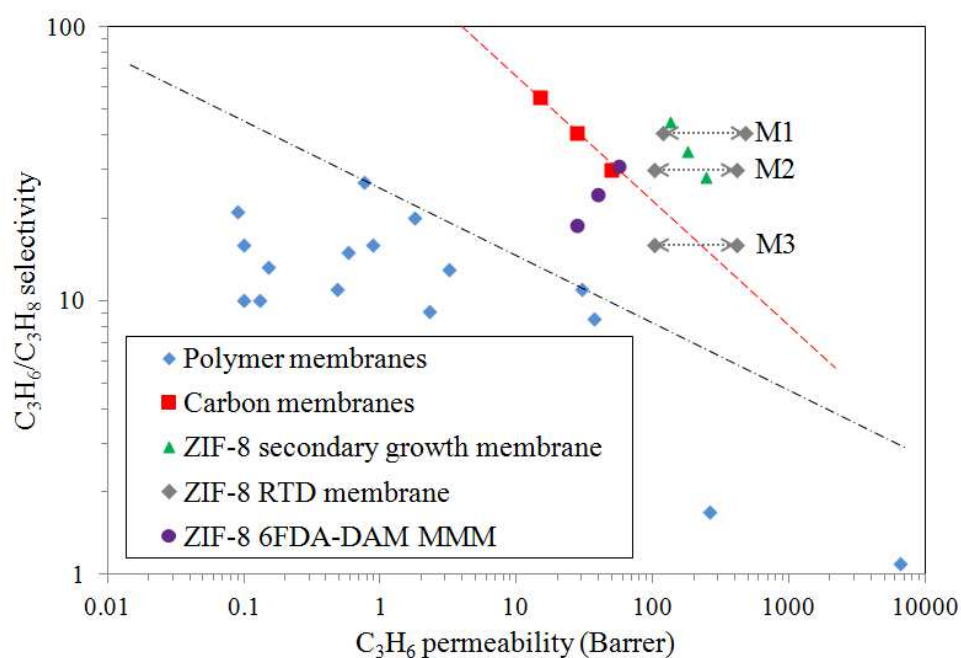 100
10
1
C₃H₆/C₃H₈ selectivity
M1
M2
M3
Polymer membranes
Carbon membranes
ZIF-8 secondary growth membrane
ZIF-8 RTD membrane
ZIF-8 6FDA-DAM MMM
0.01 0.1 1 10 100 1000 10000
C₃H₆ permeability (Barrer)